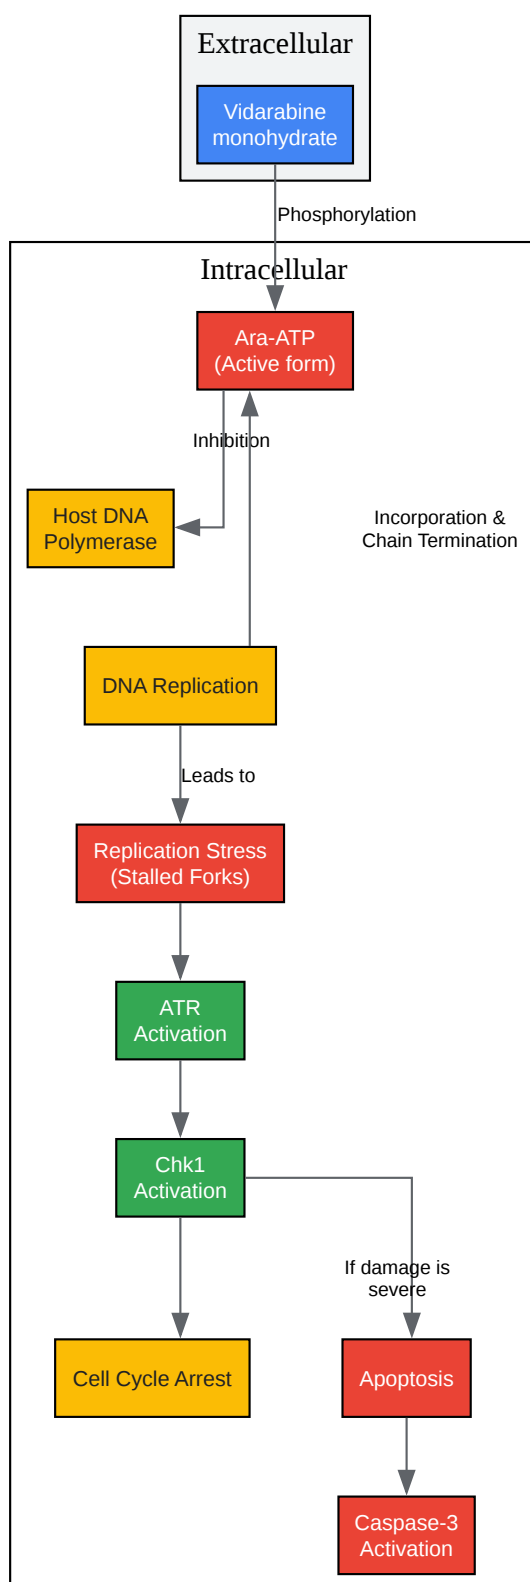 Extracellular
Vidarabine
monohydrate
Phosphorylation
Intracellular
Ara-ATP
(Active form)
Inhibition
Host DNA
Polymerase
Incorporation &
Chain Termination
DNA Replication
Leads to
Replication Stress
(Stalled Forks)
ATR
Activation
Chk1
Activation
If damage is
severe
Cell Cycle Arrest
Apoptosis
Caspase-3
Activation